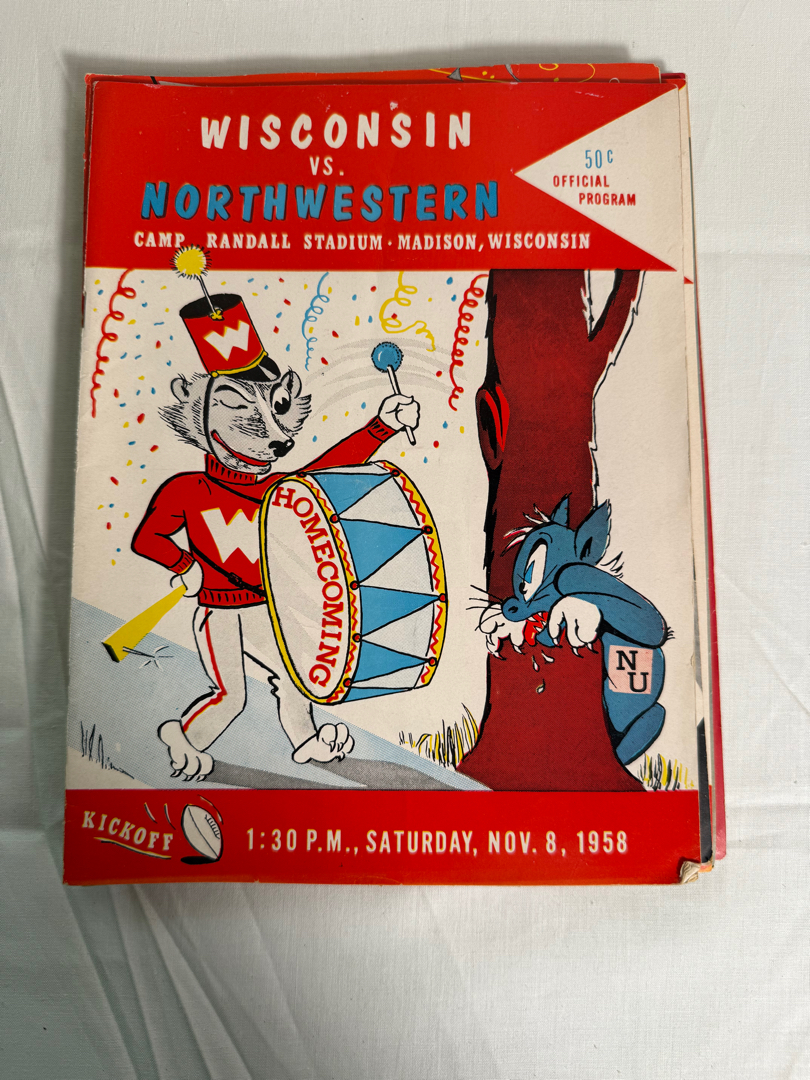 WISCONSIN
VS.
NORTHWESTERN
CAMP RANDALL STADIUM · MADISON, WISCONSIN
50¢
OFFICIAL
PROGRAM
W
W
HOMECOMING
N
U
KICKOFF
1:30 P.M., SATURDAY, NOV. 8, 1958